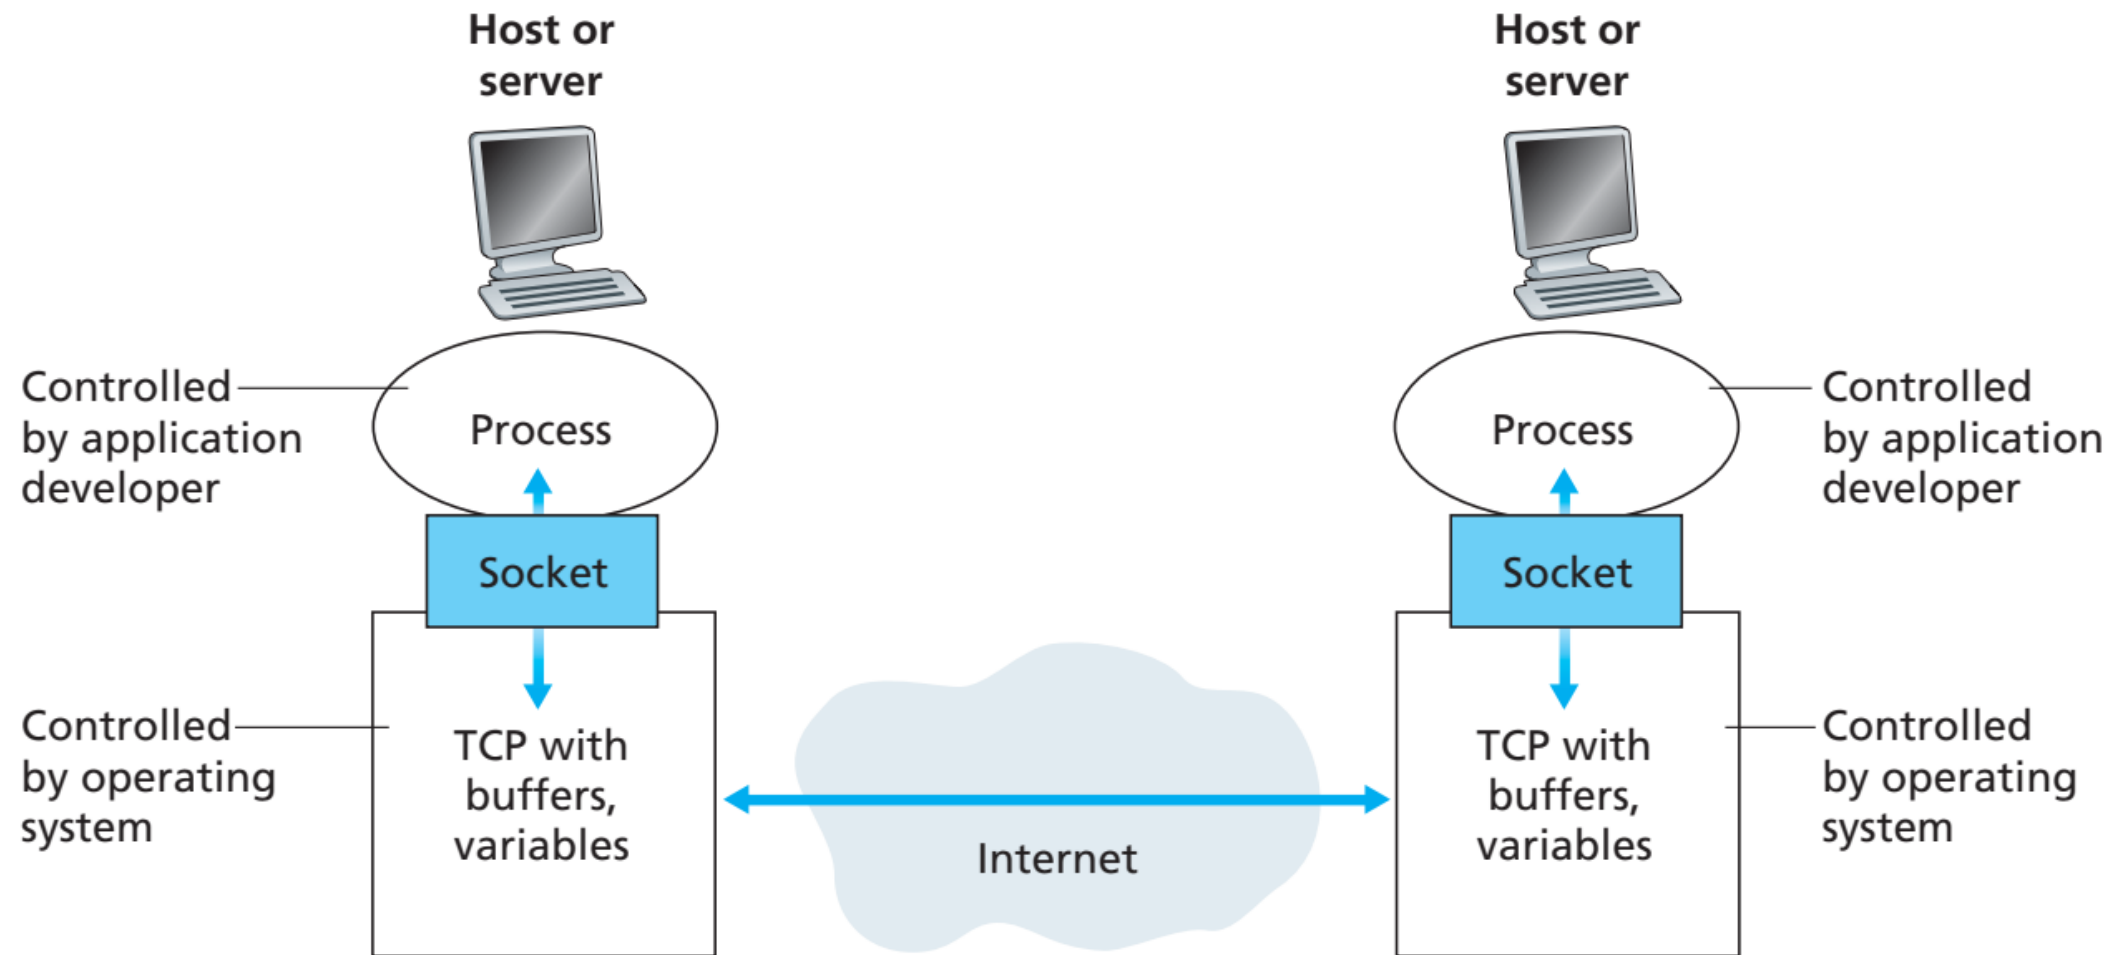 Host or
server
Host or
server
Controlled
by application
developer
Process
Process
Controlled
by application
developer
Socket
Socket
Controlled
by operating
system
TCP with
buffers,
variables
Internet
TCP with
buffers,
variables
Controlled
by operating
system